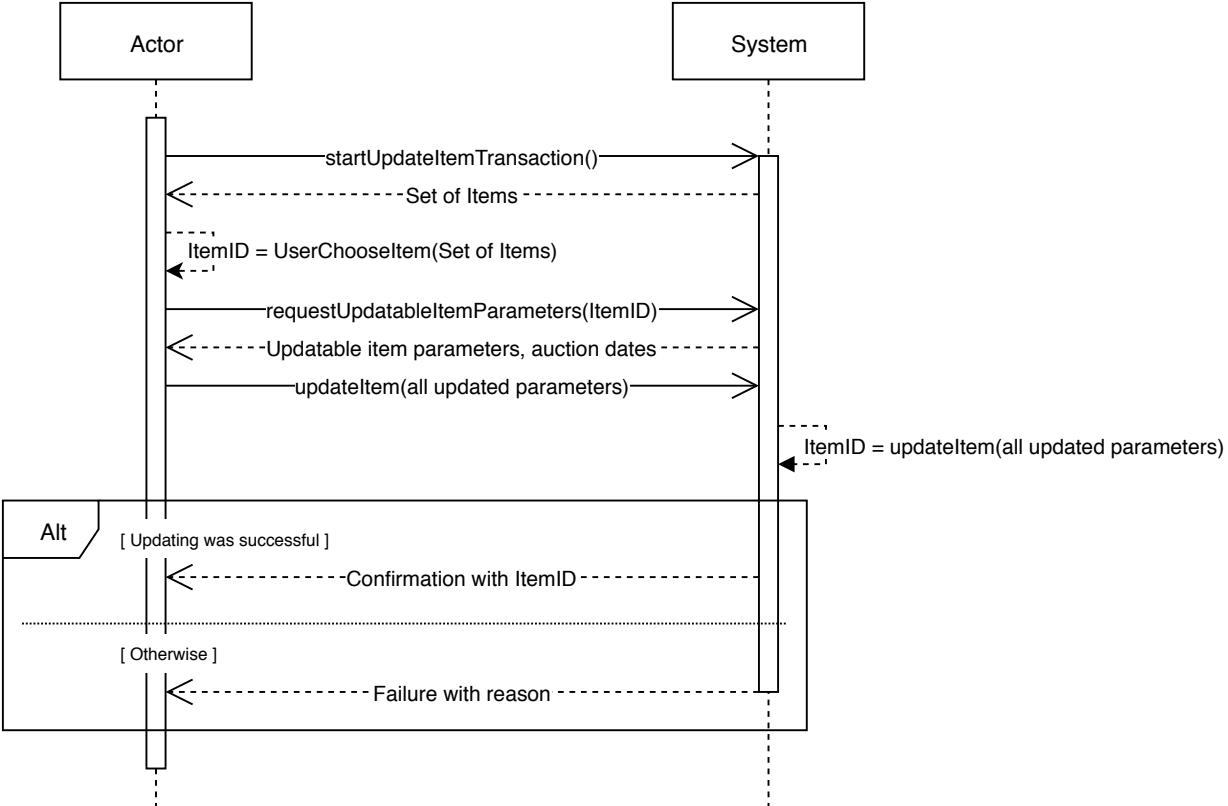 Actor
System
startUpdateItemTransaction()
Set of Items
ItemID = UserChooseItem(Set of Items)
requestUpdatableItemParameters(ItemID)
Updatable item parameters, auction dates
updateItem(all updated parameters)
ItemID = updateItem(all updated parameters)
Alt
[ Updating was successful ]
Confirmation with ItemID
[ Otherwise ]
Failure with reason